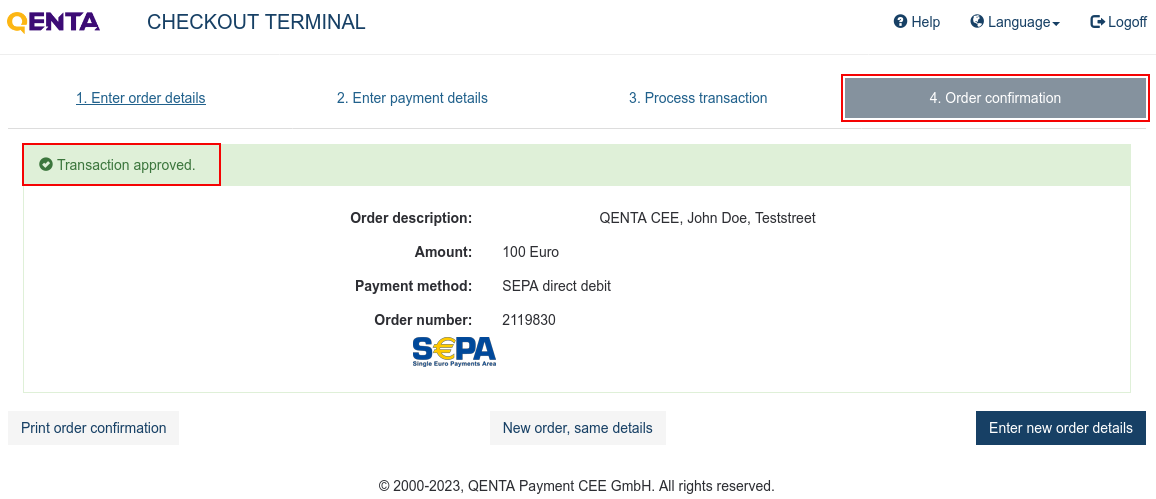 QENTA CHECKOUT TERMINAL Help Language Logoff
1. Enter order details 2. Enter payment details 3. Process transaction 4. Order confirmation
Transaction approved.
Order description: QENTA CEE, John Doe, Teststreet
Amount: 100 Euro
Payment method: SEPA direct debit
Order number: 2119830
S€PA
Single Euro Payments Area
Print order confirmation New order, same details Enter new order details
© 2000-2023, QENTA Payment CEE GmbH. All rights reserved.